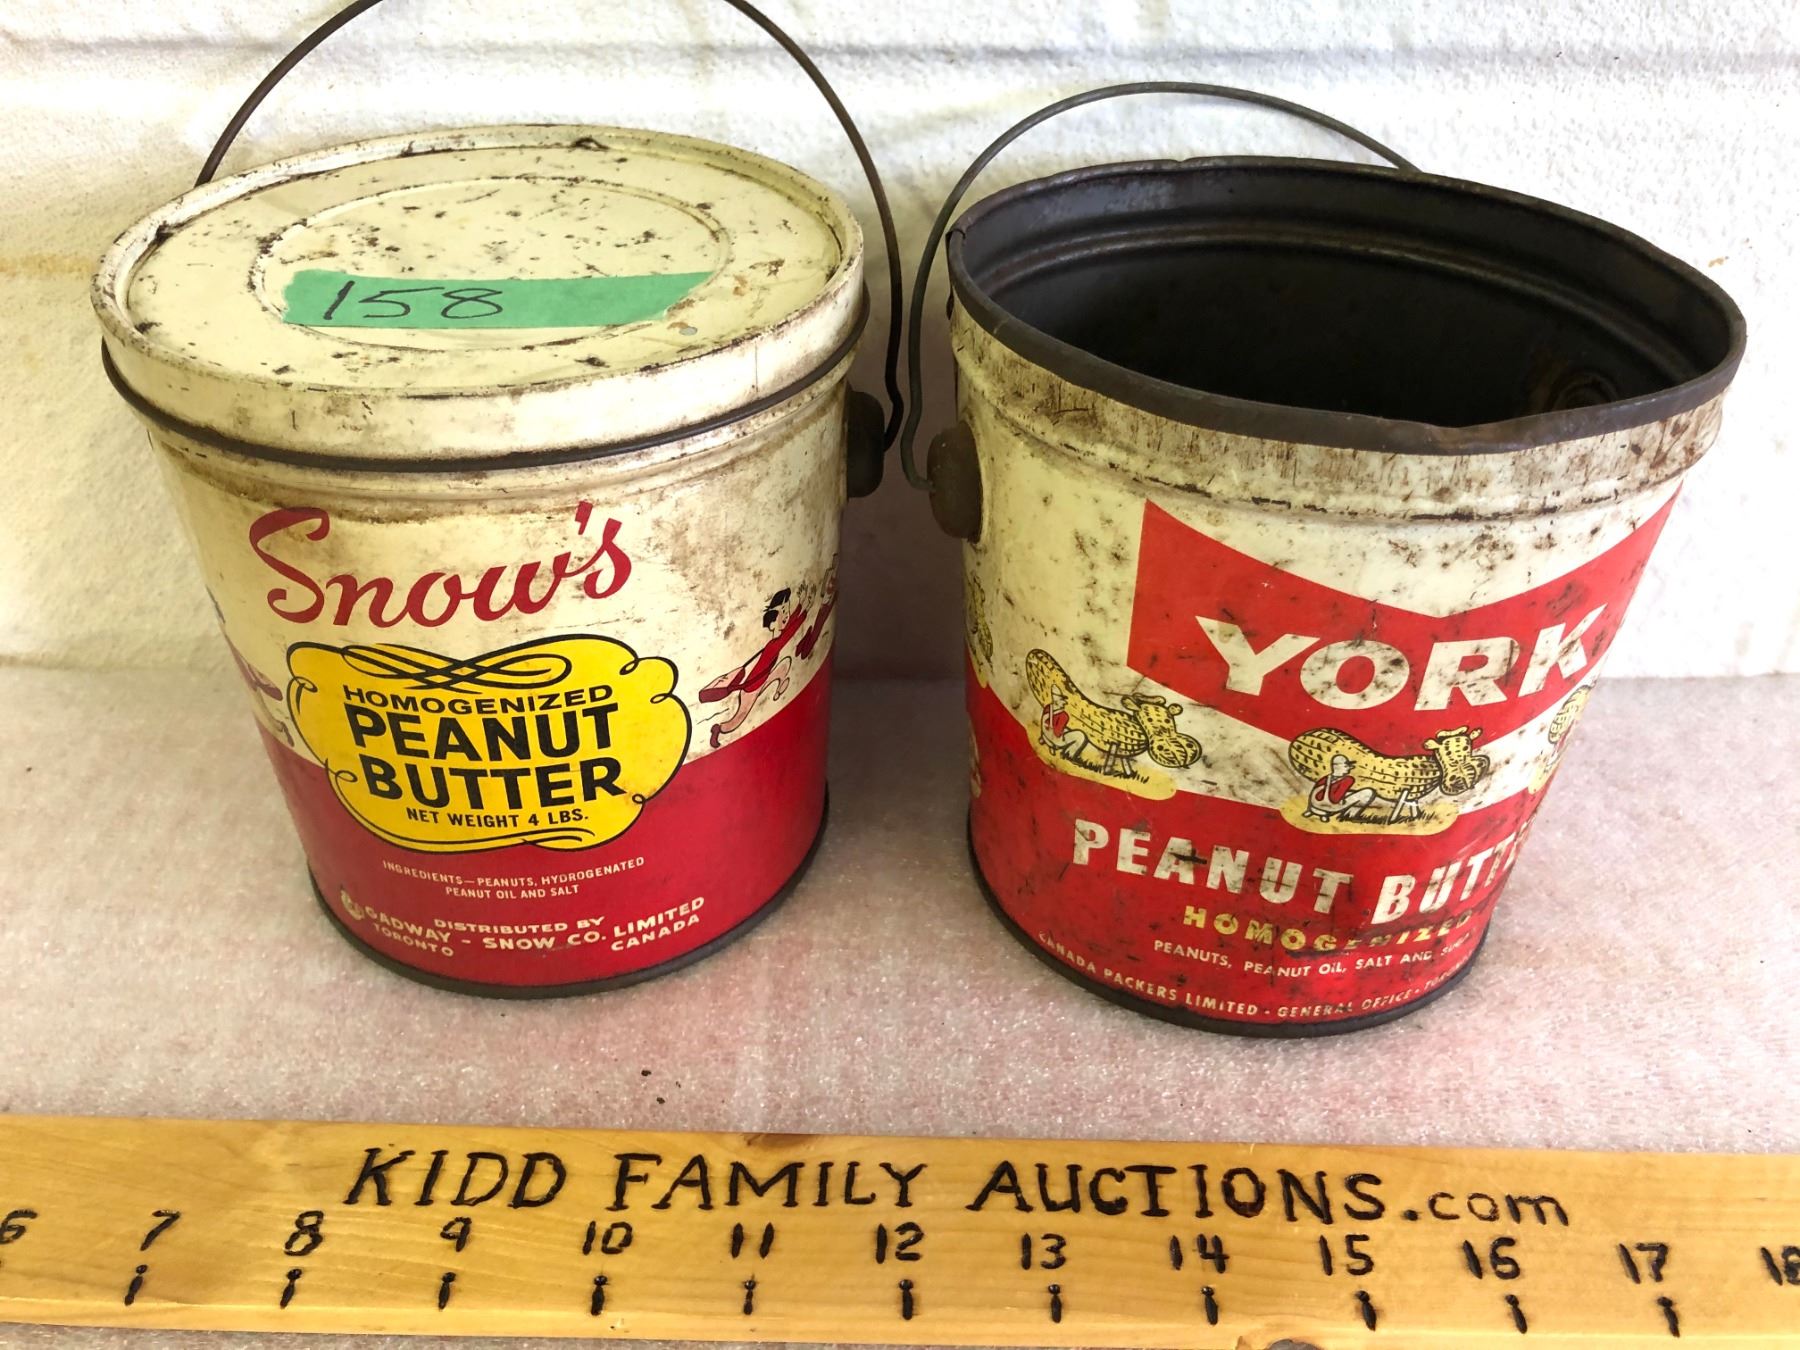 158
Snow's
HOMOGENIZED
PEANUT
BUTTER
NET WEIGHT 4 LBS.
INGREDIENTS—PEANUTS, HYDROGENATED
PEANUT OIL AND SALT
DISTRIBUTED BY
GADWAY - SNOW CO. LIMITED
TORONTO CANADA
YORK
PEANUT
HOMOGENIZED
PEANUTS, PEANUT OIL, SALT AND
CANADA PACKERS LIMITED - GENERAL OFFICE -
KIDD FAMILY AUCTIONS.com
6 7 8 9 10 11 12 13 14 15 16 17 18